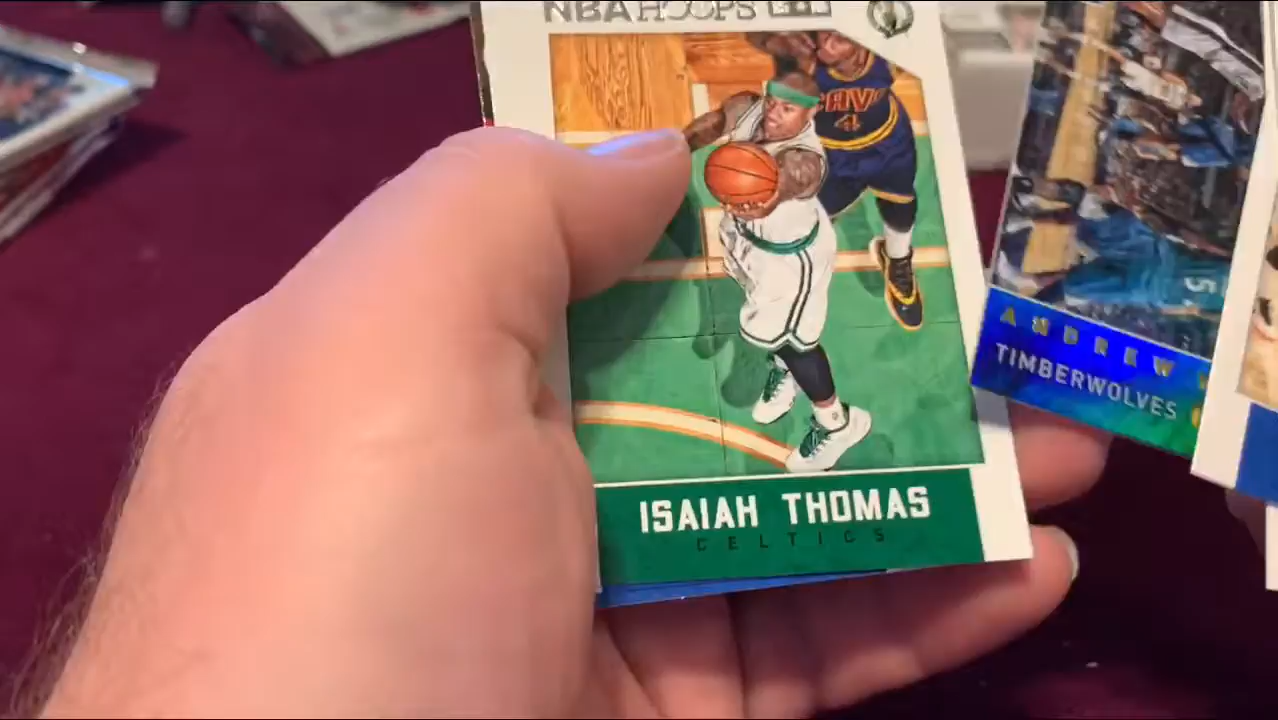 NBA HOOPS
CAVS
4
ISAIAH THOMAS
CELTICS
ANDREW
TIMBERWOLVES